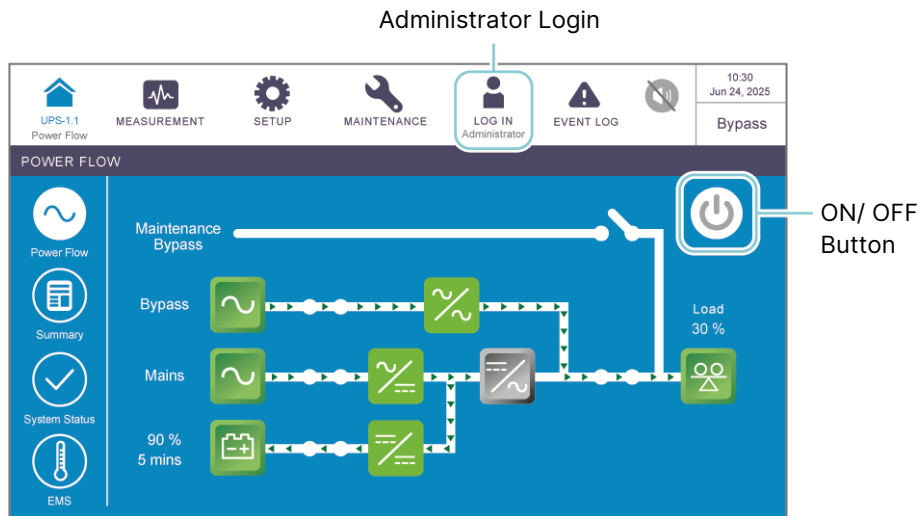 Administrator Login
UPS-1.1
Power Flow
MEASUREMENT
SETUP
MAINTENANCE
LOG IN
Administrator
EVENT LOG
10:30
Jun 24, 2025
Bypass
POWER FLOW
ON/ OFF
Button
Power Flow
Summary
System Status
EMS
Maintenance
Bypass
Bypass
Mains
90 %
5 mins
Load
30 %